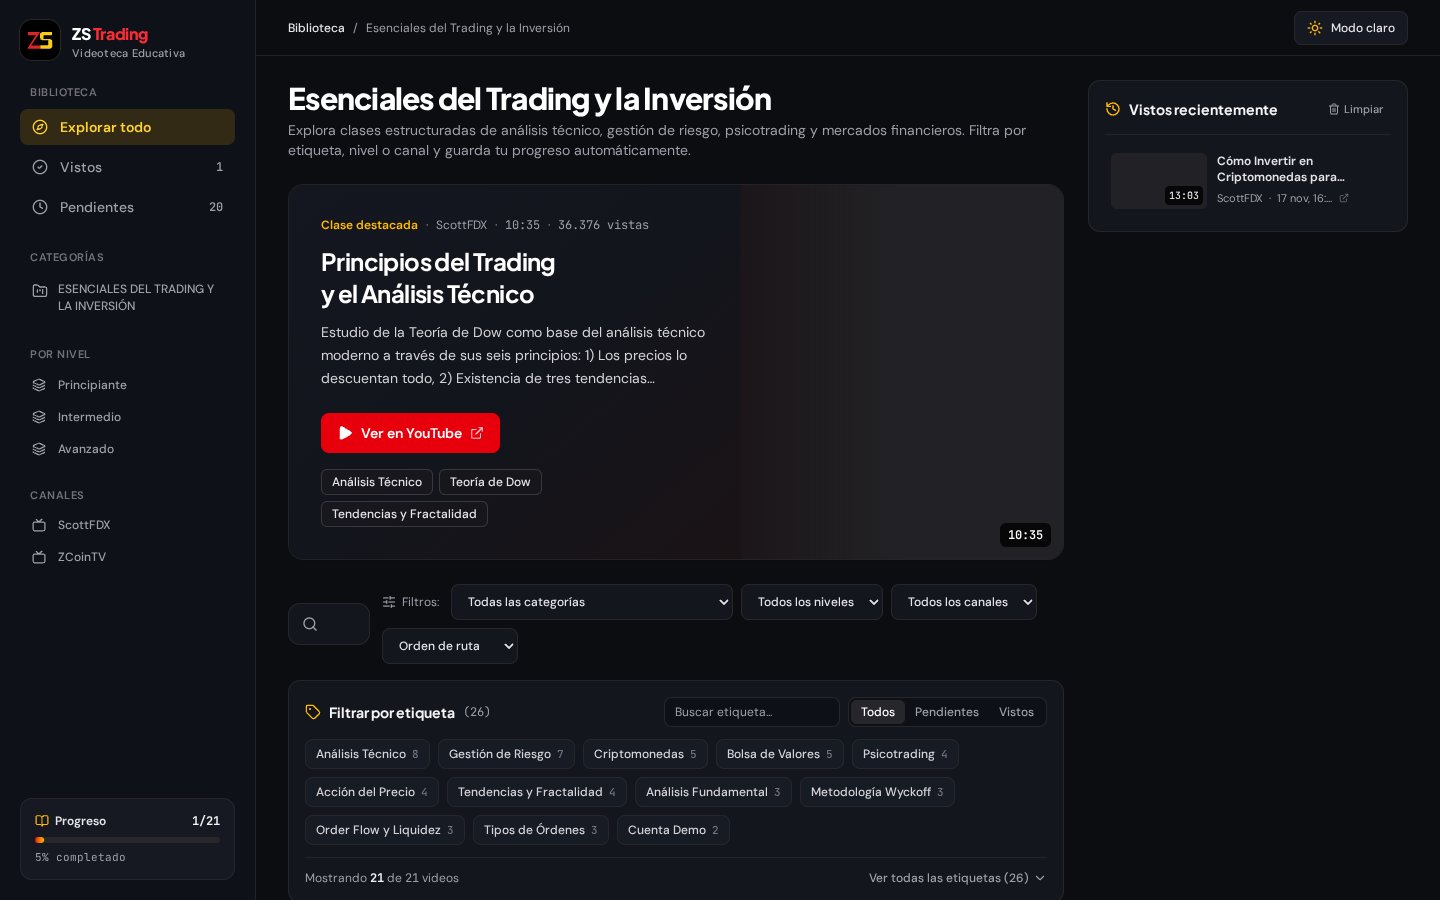 ZS
ZS Trading
Videoteca Educativa
BIBLIOTECA
Explorar todo
Vistos 1
Pendientes 20
CATEGORÍAS
ESENCIALES DEL TRADING Y
LA INVERSIÓN
POR NIVEL
Principiante
Intermedio
Avanzado
CANALES
ScottFDX
ZCoinTV
Progreso 1/21
5% completado
Biblioteca / Esenciales del Trading y la Inversión
Modo claro
Esenciales del Trading y la Inversión
Explora clases estructuradas de análisis técnico, gestión de riesgo, psicotrading y mercados financieros. Filtra por
etiqueta, nivel o canal y guarda tu progreso automáticamente.
Clase destacada · ScottFDX · 10:35 · 36.376 vistas
Principios del Trading
y el Análisis Técnico
Estudio de la Teoría de Dow como base del análisis técnico
moderno a través de sus seis principios: 1) Los precios lo
descuentan todo, 2) Existencia de tres tendencias…
Ver en YouTube
Análisis Técnico Teoría de Dow
Tendencias y Fractalidad
10:35
Filtros: Todas las categorías Todos los niveles Todos los canales
Orden de ruta
Filtrar por etiqueta (26) Buscar etiqueta… Todos Pendientes Vistos
Análisis Técnico 8 Gestión de Riesgo 7 Criptomonedas 5 Bolsa de Valores 5 Psicotrading 4
Acción del Precio 4 Tendencias y Fractalidad 4 Análisis Fundamental 3 Metodología Wyckoff 3
Order Flow y Liquidez 3 Tipos de Órdenes 3 Cuenta Demo 2
Mostrando 21 de 21 videos Ver todas las etiquetas (26)
Vistos recientemente Limpiar
Cómo Invertir en
Criptomonedas para…
13:03
ScottFDX · 17 nov, 16:…